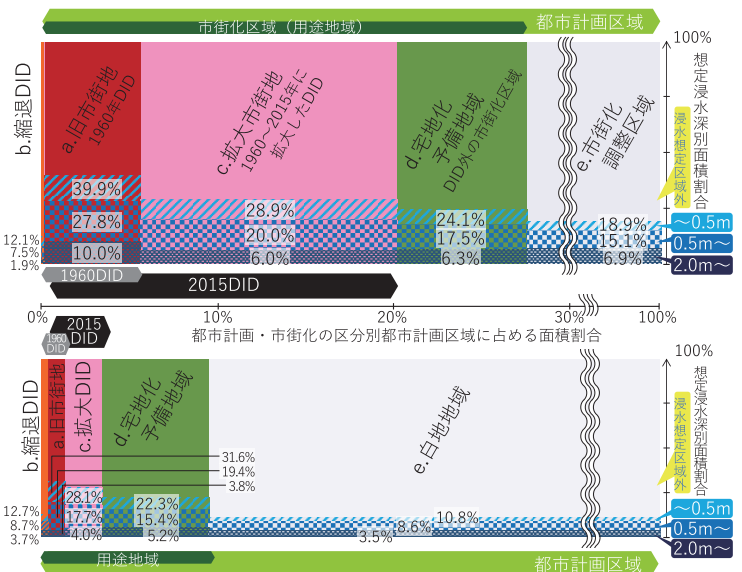 都市計画区域
市街化区域（用途地域）
100%
b.縮退DID
a.旧市街地
1960年DID
c.拡大市街地
1960〜2015年に
拡大したDID
d.宅地化
予備地域
DID外の市街化区域
e.市街化
調整区域
想定浸水深別面積割合
浸水想定区域外
39.9%
28.9%
24.1%
18.9%
〜0.5m
27.8%
20.0%
17.5%
15.1%
0.5m〜
12.1%
7.5%
1.9%
10.0%
6.0%
6.3%
6.9%
2.0m〜
1960DID
2015DID
0%
10%
20%
30%
100%
都市計画・市街化の区分別都市計画区域に占める面積割合
2015
DID
1960
DID
100%
b.縮退DID
a.旧市街地
c.拡大DID
d.宅地化
予備地域
e.白地地域
想定浸水深別面積割合
浸水想定区域外
31.6%
19.4%
3.8%
28.1%
22.3%
10.8%
〜0.5m
12.7%
17.7%
15.4%
8.6%
0.5m〜
8.7%
3.7%
4.0%
5.2%
3.5%
2.0m〜
用途地域
都市計画区域